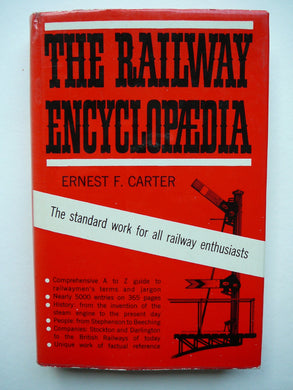 THE RAILWAY
ENCYCLOPÆDIA
ERNEST F. CARTER
The standard work for all railway enthusiasts
Comprehensive A to Z guide to
railwaymen's terms and jargon
Nearly 5000 entries on 365 pages
History: from the invention of the
steam engine to the present day
People: from Stephenson to Beeching
Companies: Stockton and Darlington
to the British Railways of today
Unique work of factual reference